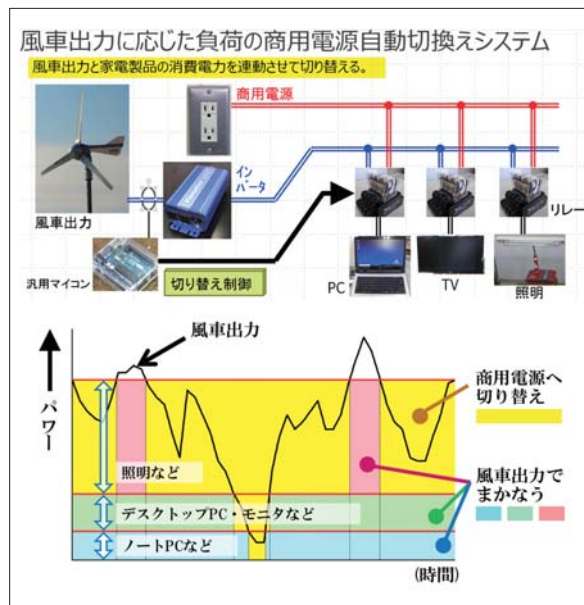 風車出力に応じた負荷の商用電源自動切換えシステム
風車出力と家電製品の消費電力を連動させて切り替える。
商用電源
イン
バータ
風車出力
リレー
汎用マイコン
切り替え制御
PC
TV
照明
風車出力
パワー
商用電源へ
切り替え
照明など
風車出力で
まかなう
デスクトップPC・モニタなど
ノートPCなど
(時間)